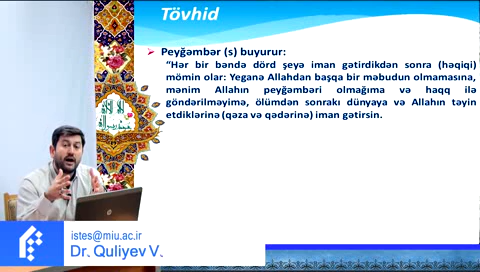 Tövhid
Peyğəmbər (s) buyurur:
“Hər bir bəndə dörd şeyə iman gətirdikdən sonra (həqiqi)
mömin olar: Yeganə Allahdan başqa bir məbudun olmamasına,
mənim Allahın peyğəmbəri olmağıma və haqq ilə
göndərilməyimə, ölümdən sonrakı dünyaya və Allahın təyin
etdiklərinə (qəza və qədərinə) iman gətirsin.
istes@miu.ac.ir
Dr. Quliyev V.